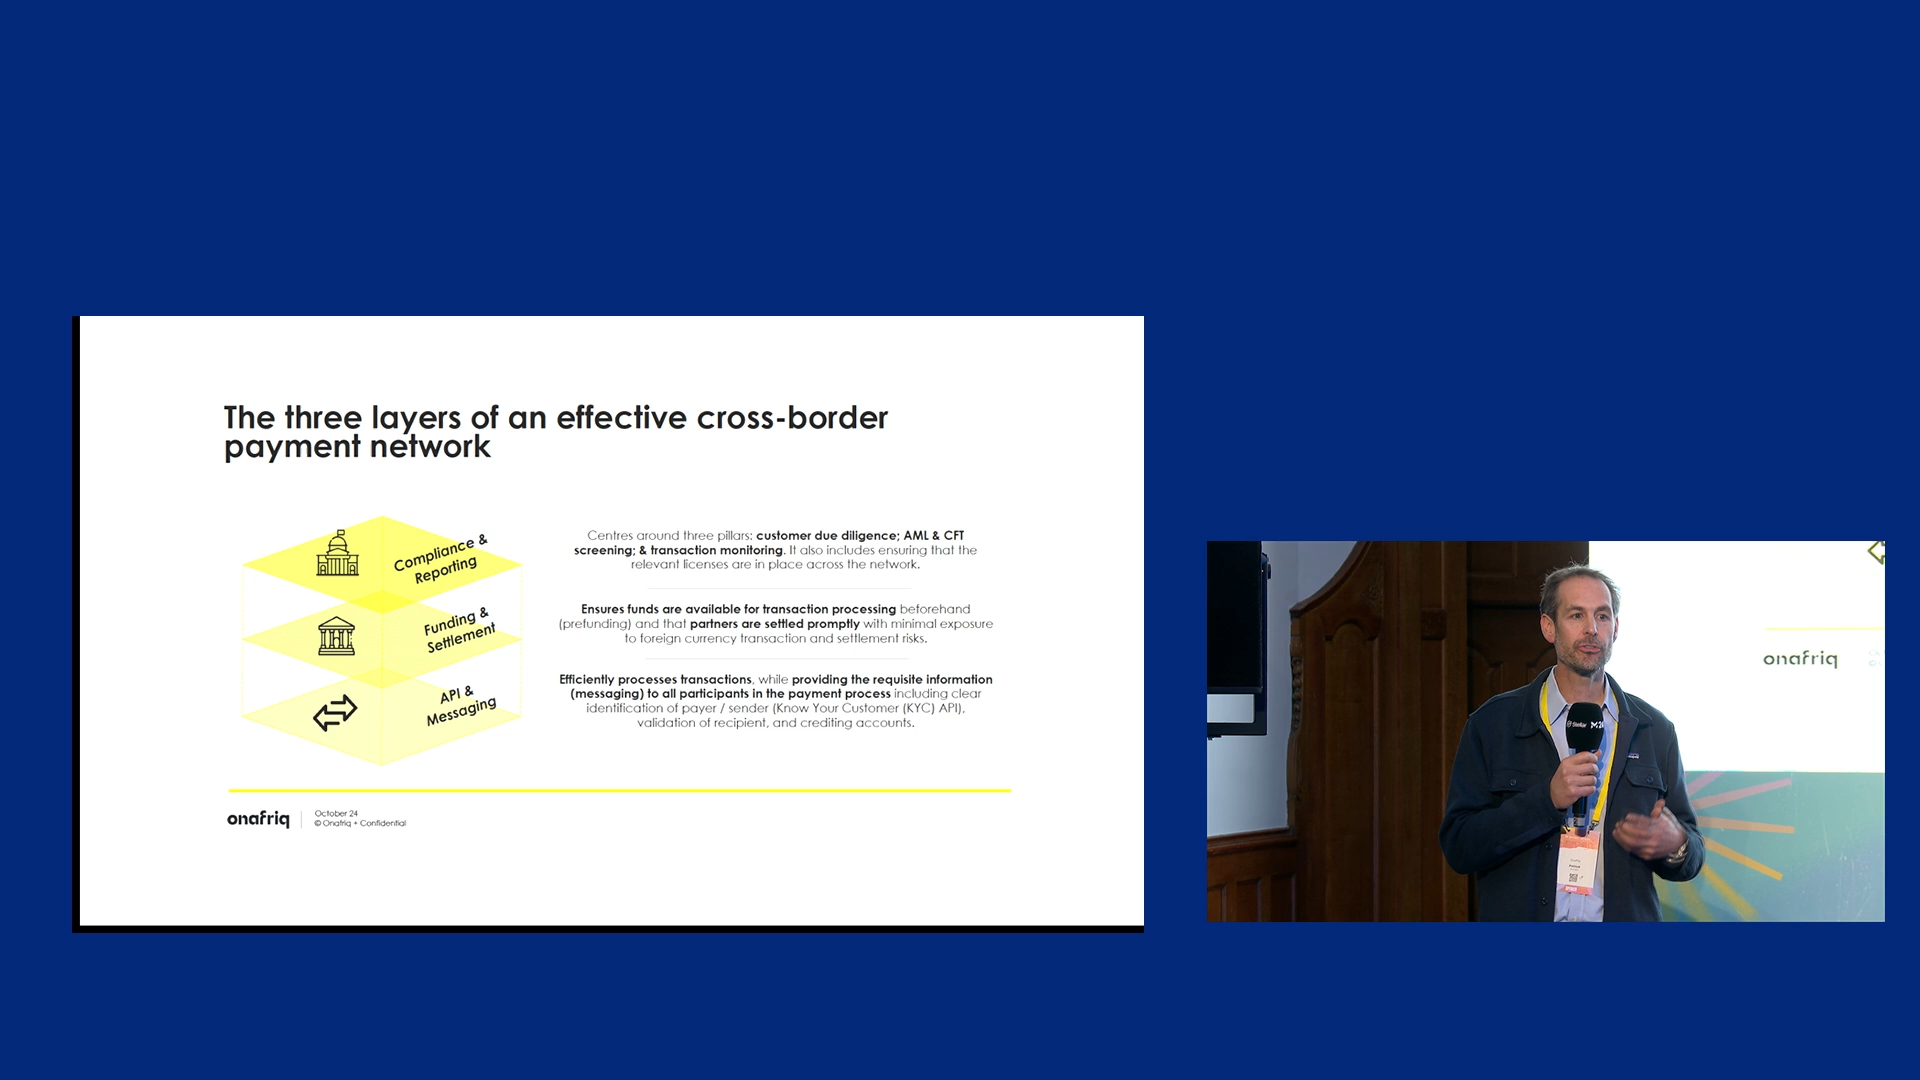 The three layers of an effective cross-border
payment network
Compliance &
Reporting
Centres around three pillars: customer due diligence; AML & CFT
screening; & transaction monitoring. It also includes ensuring that the
relevant licenses are in place across the network.
Funding &
Settlement
Ensures funds are available for transaction processing beforehand
(prefunding) and that partners are settled promptly with minimal exposure
to foreign currency transaction and settlement risks.
API &
Messaging
Efficiently processes transactions, while providing the requisite information
(messaging) to all participants in the payment process including clear
identification of payer / sender (Know Your Customer (KYC) API),
validation of recipient, and crediting accounts.
onafriq
October 24
© Onafriq + Confidential
onafriq
Stellar